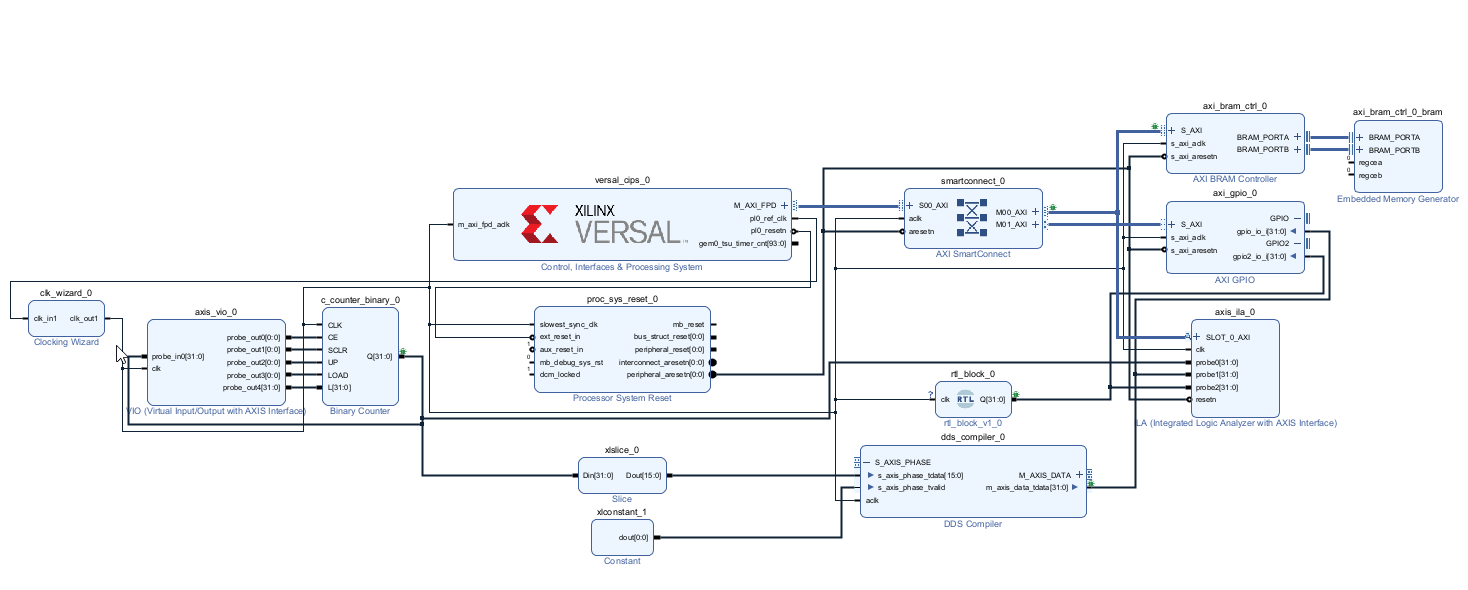 axi_bram_ctrl_0
S_AXI
s_axi_aclk
s_axi_aresetn
BRAM_PORTA
BRAM_PORTB
AXI BRAM Controller
axi_bram_ctrl_0_bram
BRAM_PORTA
BRAM_PORTB
0
regcea
0
regceb
Embedded Memory Generator
versal_cips_0
m_axi_fpd_aclk
XILINX
VERSAL
M_AXI_FPD
pl0_ref_clk
pl0_resetn
gem0_tsu_timer_cnt[93:0]
Control, Interfaces & Processing System
smartconnect_0
S00_AXI
aclk
aresetn
M00_AXI
M01_AXI
AXI SmartConnect
axi_gpio_0
S_AXI
s_axi_aclk
s_axi_aresetn
GPIO
gpio_io_i[31:0]
GPIO2
gpio2_io_i[31:0]
AXI GPIO
clk_wizard_0
clk_in1
clk_out1
Clocking Wizard
axis_vio_0
probe_in0[31:0]
clk
probe_out0[0:0]
probe_out1[0:0]
probe_out2[0:0]
probe_out3[0:0]
probe_out4[31:0]
VIO (Virtual Input/Output with AXIS Interface)
c_counter_binary_0
CLK
CE
SCLR
UP
LOAD
L[31:0]
Q[31:0]
Binary Counter
proc_sys_reset_0
slowest_sync_clk
ext_reset_in
1
aux_reset_in
0
mb_debug_sys_rst
1
dcm_locked
mb_reset
bus_struct_reset[0:0]
peripheral_reset[0:0]
interconnect_aresetn[0:0]
peripheral_aresetn[0:0]
Processor System Reset
axis_ila_0
SLOT_0_AXI
clk
probe0[31:0]
probe1[31:0]
probe2[31:0]
resetn
LA (Integrated Logic Analyzer with AXIS Interface)
rtl_block_0
?
clk
RTL
Q[31:0]
rtl_block_v1_0
xlslice_0
Din[31:0]
Dout[15:0]
Slice
dds_compiler_0
S_AXIS_PHASE
s_axis_phase_tdata[15:0]
s_axis_phase_tvalid
aclk
M_AXIS_DATA
m_axis_data_tdata[31:0]
DDS Compiler
xlconstant_1
dout[0:0]
Constant